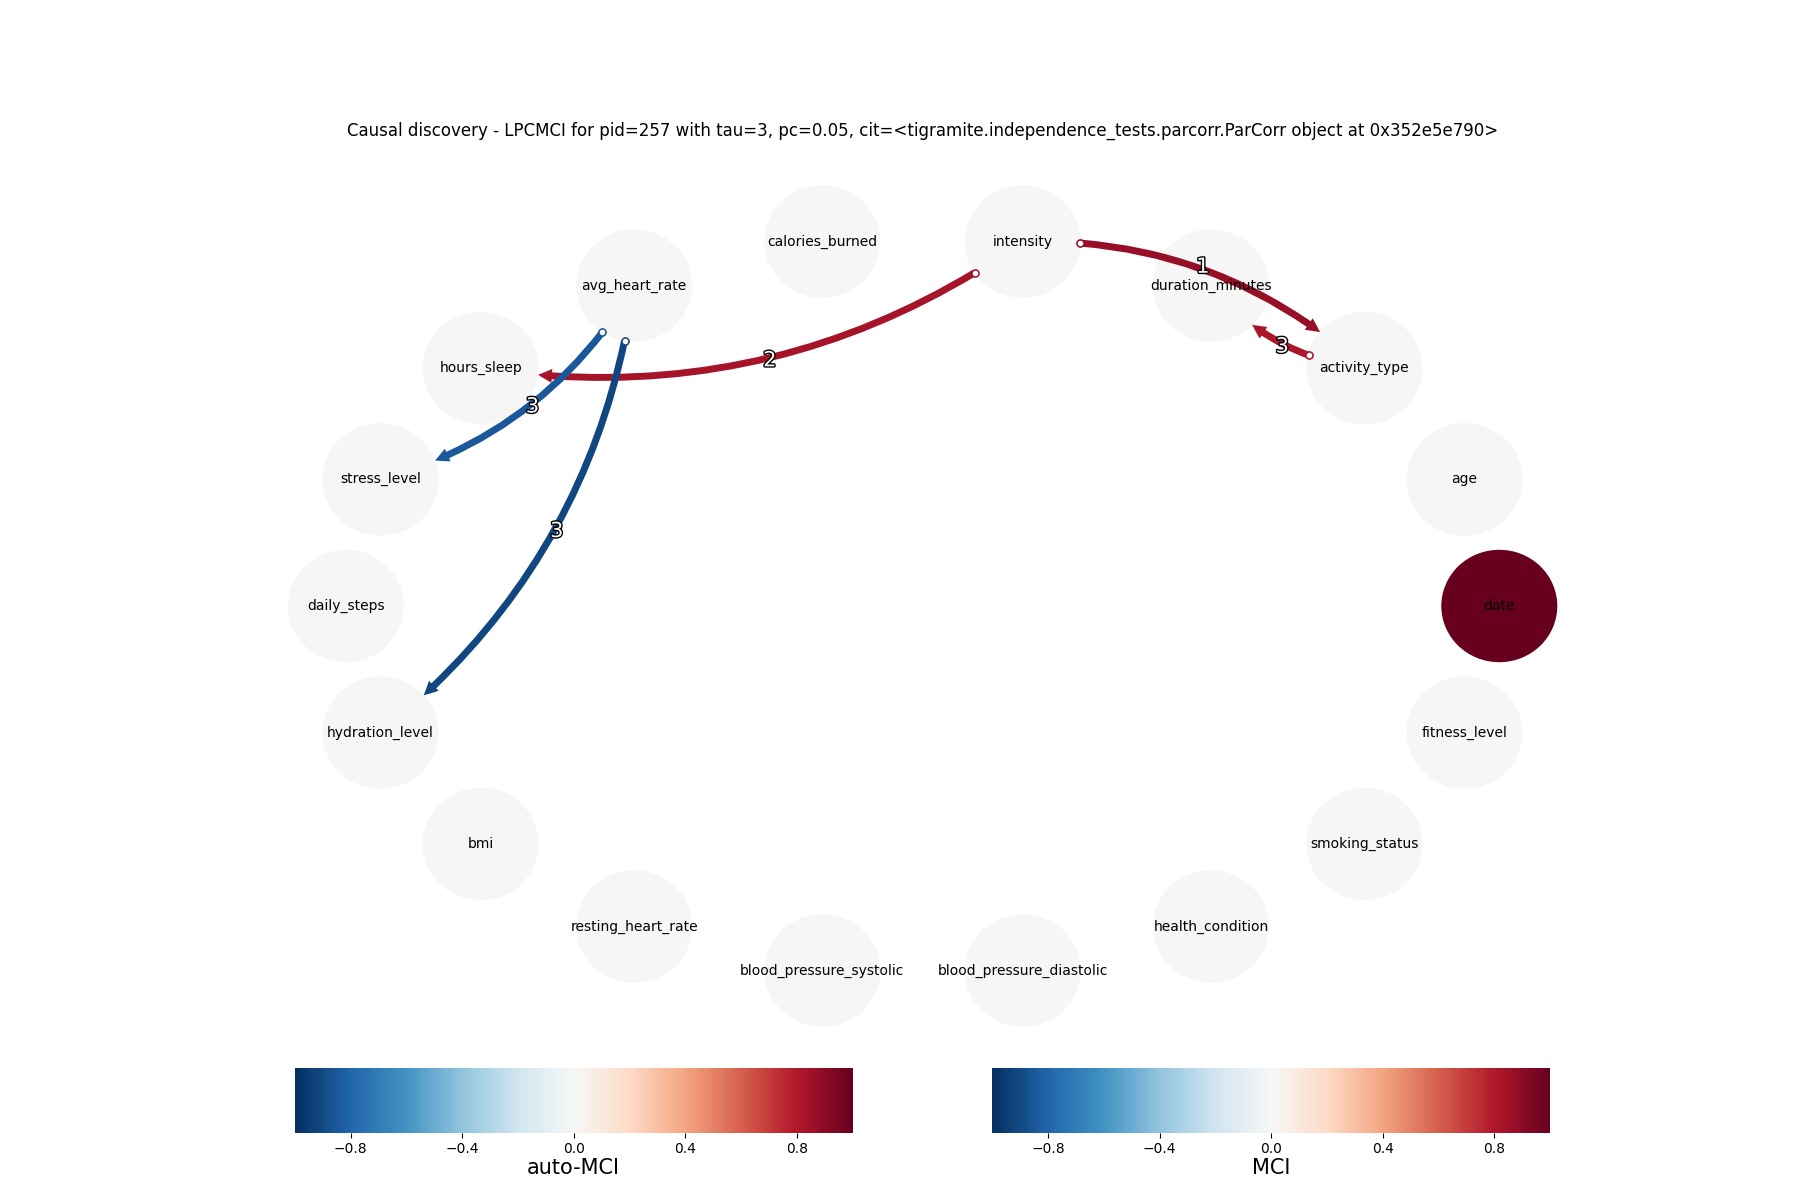 Causal discovery - LPCMCI for pid=257 with tau=3, pc=0.05, cit=<tigramite.independence_tests.parcorr.ParCorr object at 0x352e5e790>
calories_burned
intensity
avg_heart_rate
duration_minutes
1
3
2
hours_sleep
activity_type
3
stress_level
age
3
daily_steps
date
hydration_level
fitness_level
bmi
smoking_status
resting_heart_rate
health_condition
blood_pressure_systolic
blood_pressure_diastolic
−0.8 −0.4 0.0 0.4 0.8
auto-MCI
−0.8 −0.4 0.0 0.4 0.8
MCI